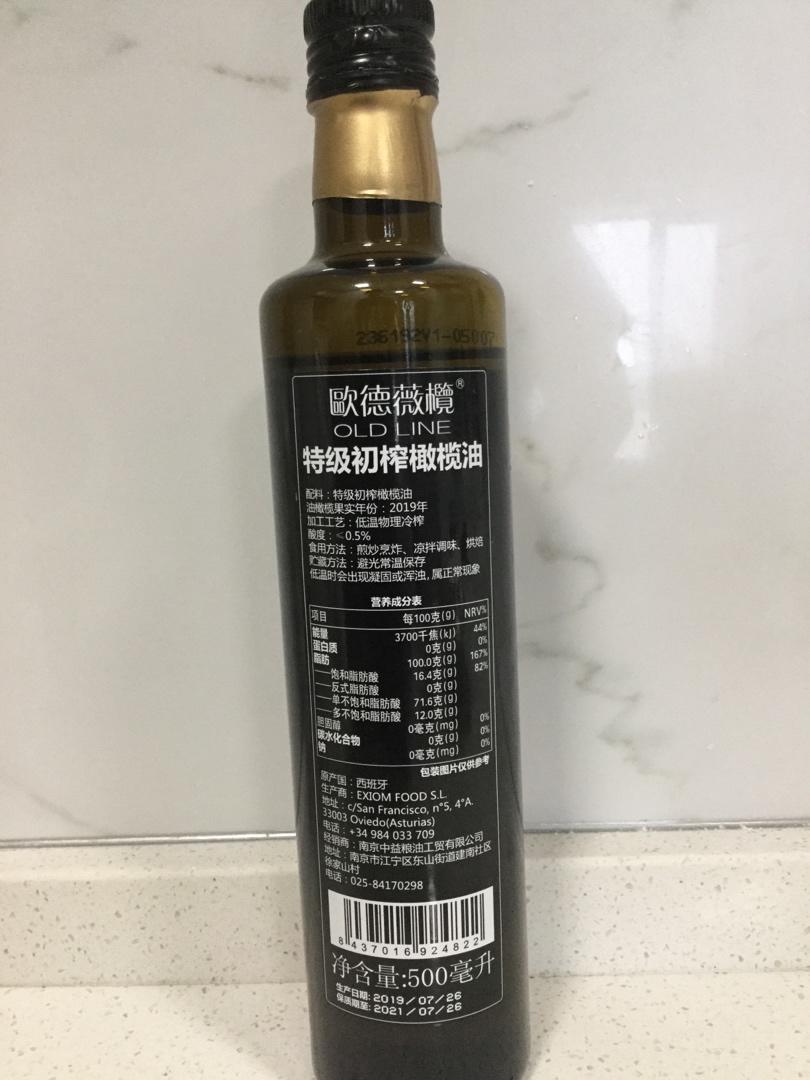 236192V1-05007
歐德薇欖®
OLD LINE
特级初榨橄榄油
配料：特级初榨橄榄油
油橄榄果实年份：2019年
加工工艺：低温物理冷榨
酸度：<0.5%
食用方法：煎炒烹炸、凉拌调味、烘焙
贮藏方法：避光常温保存
低温时会出现凝固或浑浊,属正常现象
营养成分表
项目 每100克(g) NRV%
能量 3700千焦(kJ) 44%
蛋白质 0克(g) 0%
脂肪 100.0克(g) 167%
——饱和脂肪酸 16.4克(g) 82%
——反式脂肪酸 0克(g)
——单不饱和脂肪酸 71.6克(g)
——多不饱和脂肪酸 12.0克(g)
胆固醇 0毫克(mg) 0%
碳水化合物 0克(g) 0%
钠 0毫克(mg) 0%
包装图片仅供参考
原产国：西班牙
生产商：EXIOM FOOD S.L.
地址：c/San Francisco, n°5, 4°A.
33003 Oviedo(Asturias)
电话：+34 984 033 709
经销商：南京中益粮油工贸有限公司
地址：南京市江宁区东山街道建南社区
徐家山村
电话：025-84170298
8 437016 924822
净含量:500毫升
生产日期: 2019/07/26
保质期至: 2021/07/26